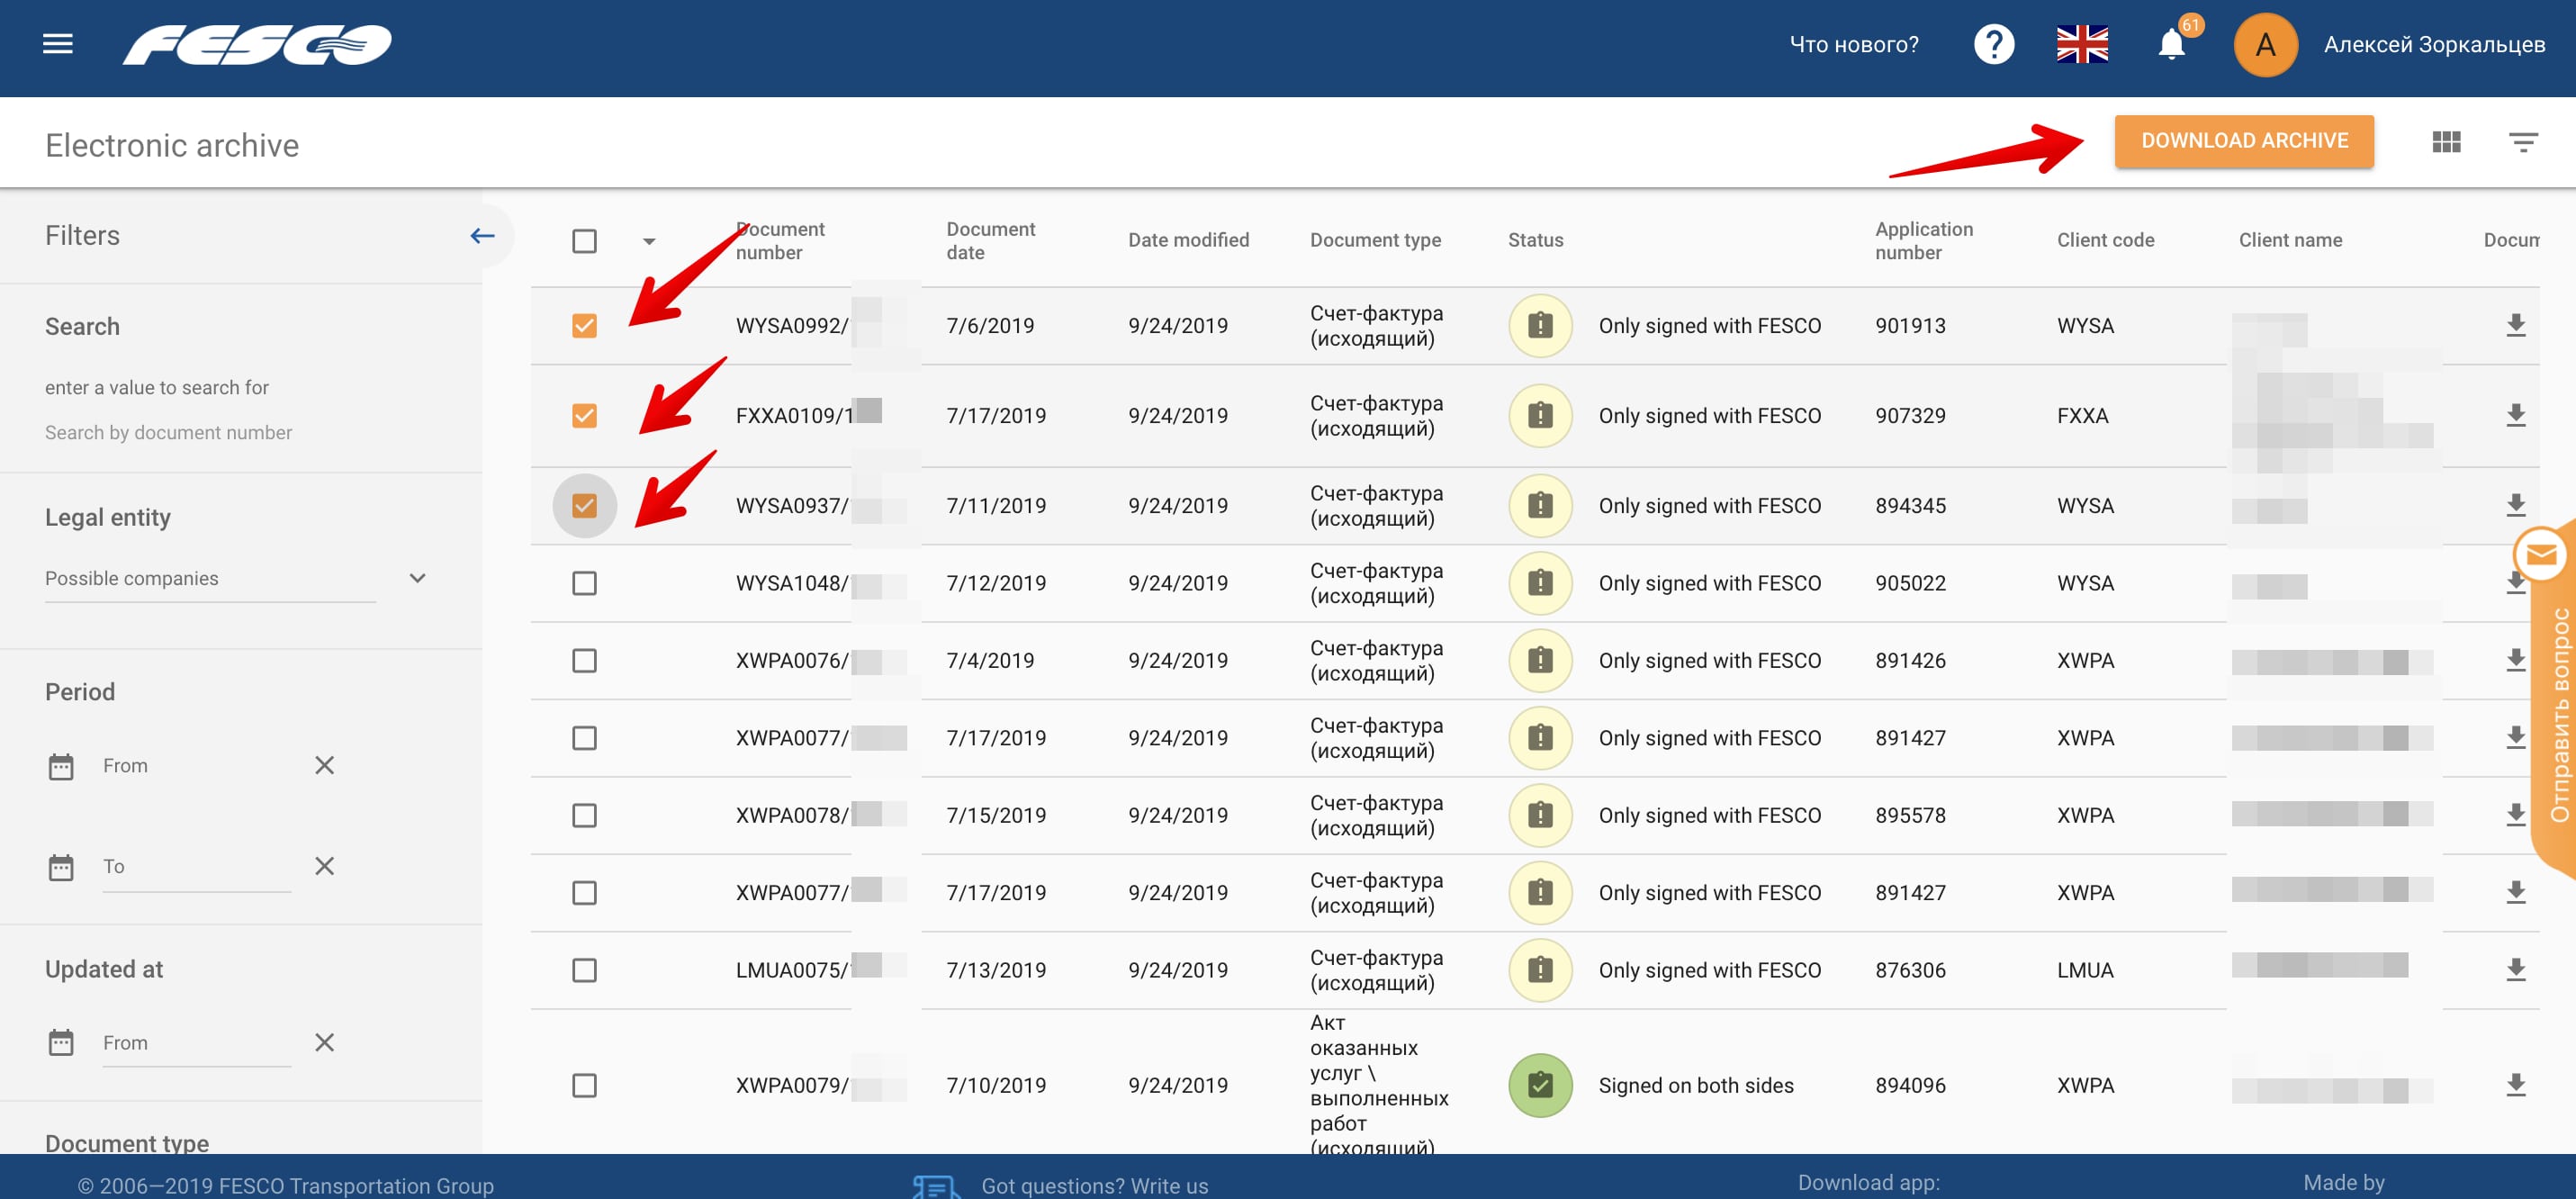 FESCO
Что нового?
61
A
Алексей Зоркальцев
Electronic archive
DOWNLOAD ARCHIVE
Filters
Search
enter a value to search for
Search by document number
Legal entity
Possible companies
Period
From
To
Updated at
From
Document type
Document number
Document date
Date modified
Document type
Status
Application number
Client code
Client name
Docum
WYSA0992/ 7/6/2019 9/24/2019 Счет-фактура (исходящий) Only signed with FESCO 901913 WYSA
FXXA0109/1 7/17/2019 9/24/2019 Счет-фактура (исходящий) Only signed with FESCO 907329 FXXA
WYSA0937/ 7/11/2019 9/24/2019 Счет-фактура (исходящий) Only signed with FESCO 894345 WYSA
WYSA1048/ 7/12/2019 9/24/2019 Счет-фактура (исходящий) Only signed with FESCO 905022 WYSA
XWPA0076/ 7/4/2019 9/24/2019 Счет-фактура (исходящий) Only signed with FESCO 891426 XWPA
XWPA0077/ 7/17/2019 9/24/2019 Счет-фактура (исходящий) Only signed with FESCO 891427 XWPA
XWPA0078/ 7/15/2019 9/24/2019 Счет-фактура (исходящий) Only signed with FESCO 895578 XWPA
XWPA0077/ 7/17/2019 9/24/2019 Счет-фактура (исходящий) Only signed with FESCO 891427 XWPA
LMUA0075/ 7/13/2019 9/24/2019 Счет-фактура (исходящий) Only signed with FESCO 876306 LMUA
XWPA0079/ 7/10/2019 9/24/2019 Акт оказанных услуг \ выполненных работ (исходящий) Signed on both sides 894096 XWPA
Отправить вопрос
© 2006—2019 FESCO Transportation Group
Got questions? Write us
Download app:
Made by